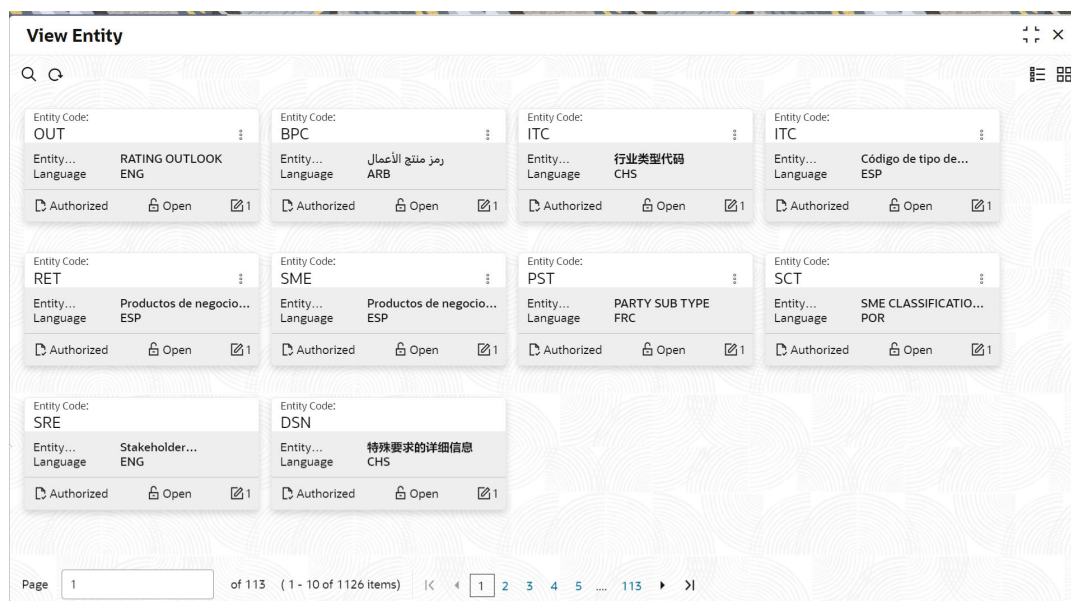 View Entity
Entity Code:
OUT
Entity... RATING OUTLOOK
Language ENG
Authorized Open 1
Entity Code:
BPC
Entity... رمز منتج الأعمال
Language ARB
Authorized Open 1
Entity Code:
ITC
Entity... 行业类型代码
Language CHS
Authorized Open 1
Entity Code:
ITC
Entity... Código de tipo de...
Language ESP
Authorized Open 1
Entity Code:
RET
Entity... Productos de negocio...
Language ESP
Authorized Open 1
Entity Code:
SME
Entity... Productos de negocio...
Language ESP
Authorized Open 1
Entity Code:
PST
Entity... PARTY SUB TYPE
Language FRC
Authorized Open 1
Entity Code:
SCT
Entity... SME CLASSIFICATIO...
Language POR
Authorized Open 1
Entity Code:
SRE
Entity... Stakeholder...
Language ENG
Authorized Open 1
Entity Code:
DSN
Entity... 特殊要求的详细信息
Language CHS
Authorized Open 1
Page 1 of 113 (1 - 10 of 1126 items) 1 2 3 4 5 .... 113